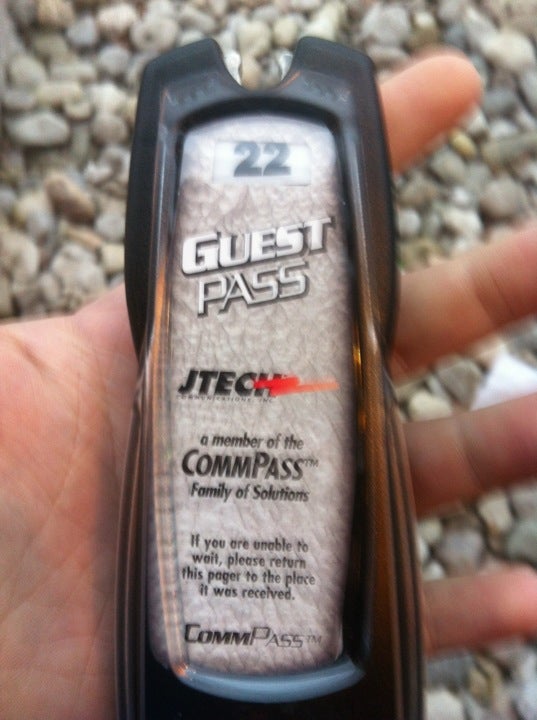 22
GUEST
PASS
JTECH
COMMUNICATIONS, INC.
a member of the
COMMPASS™
Family of Solutions
If you are unable to
wait, please return
this pager to the place
it was received.
COMMPASS™